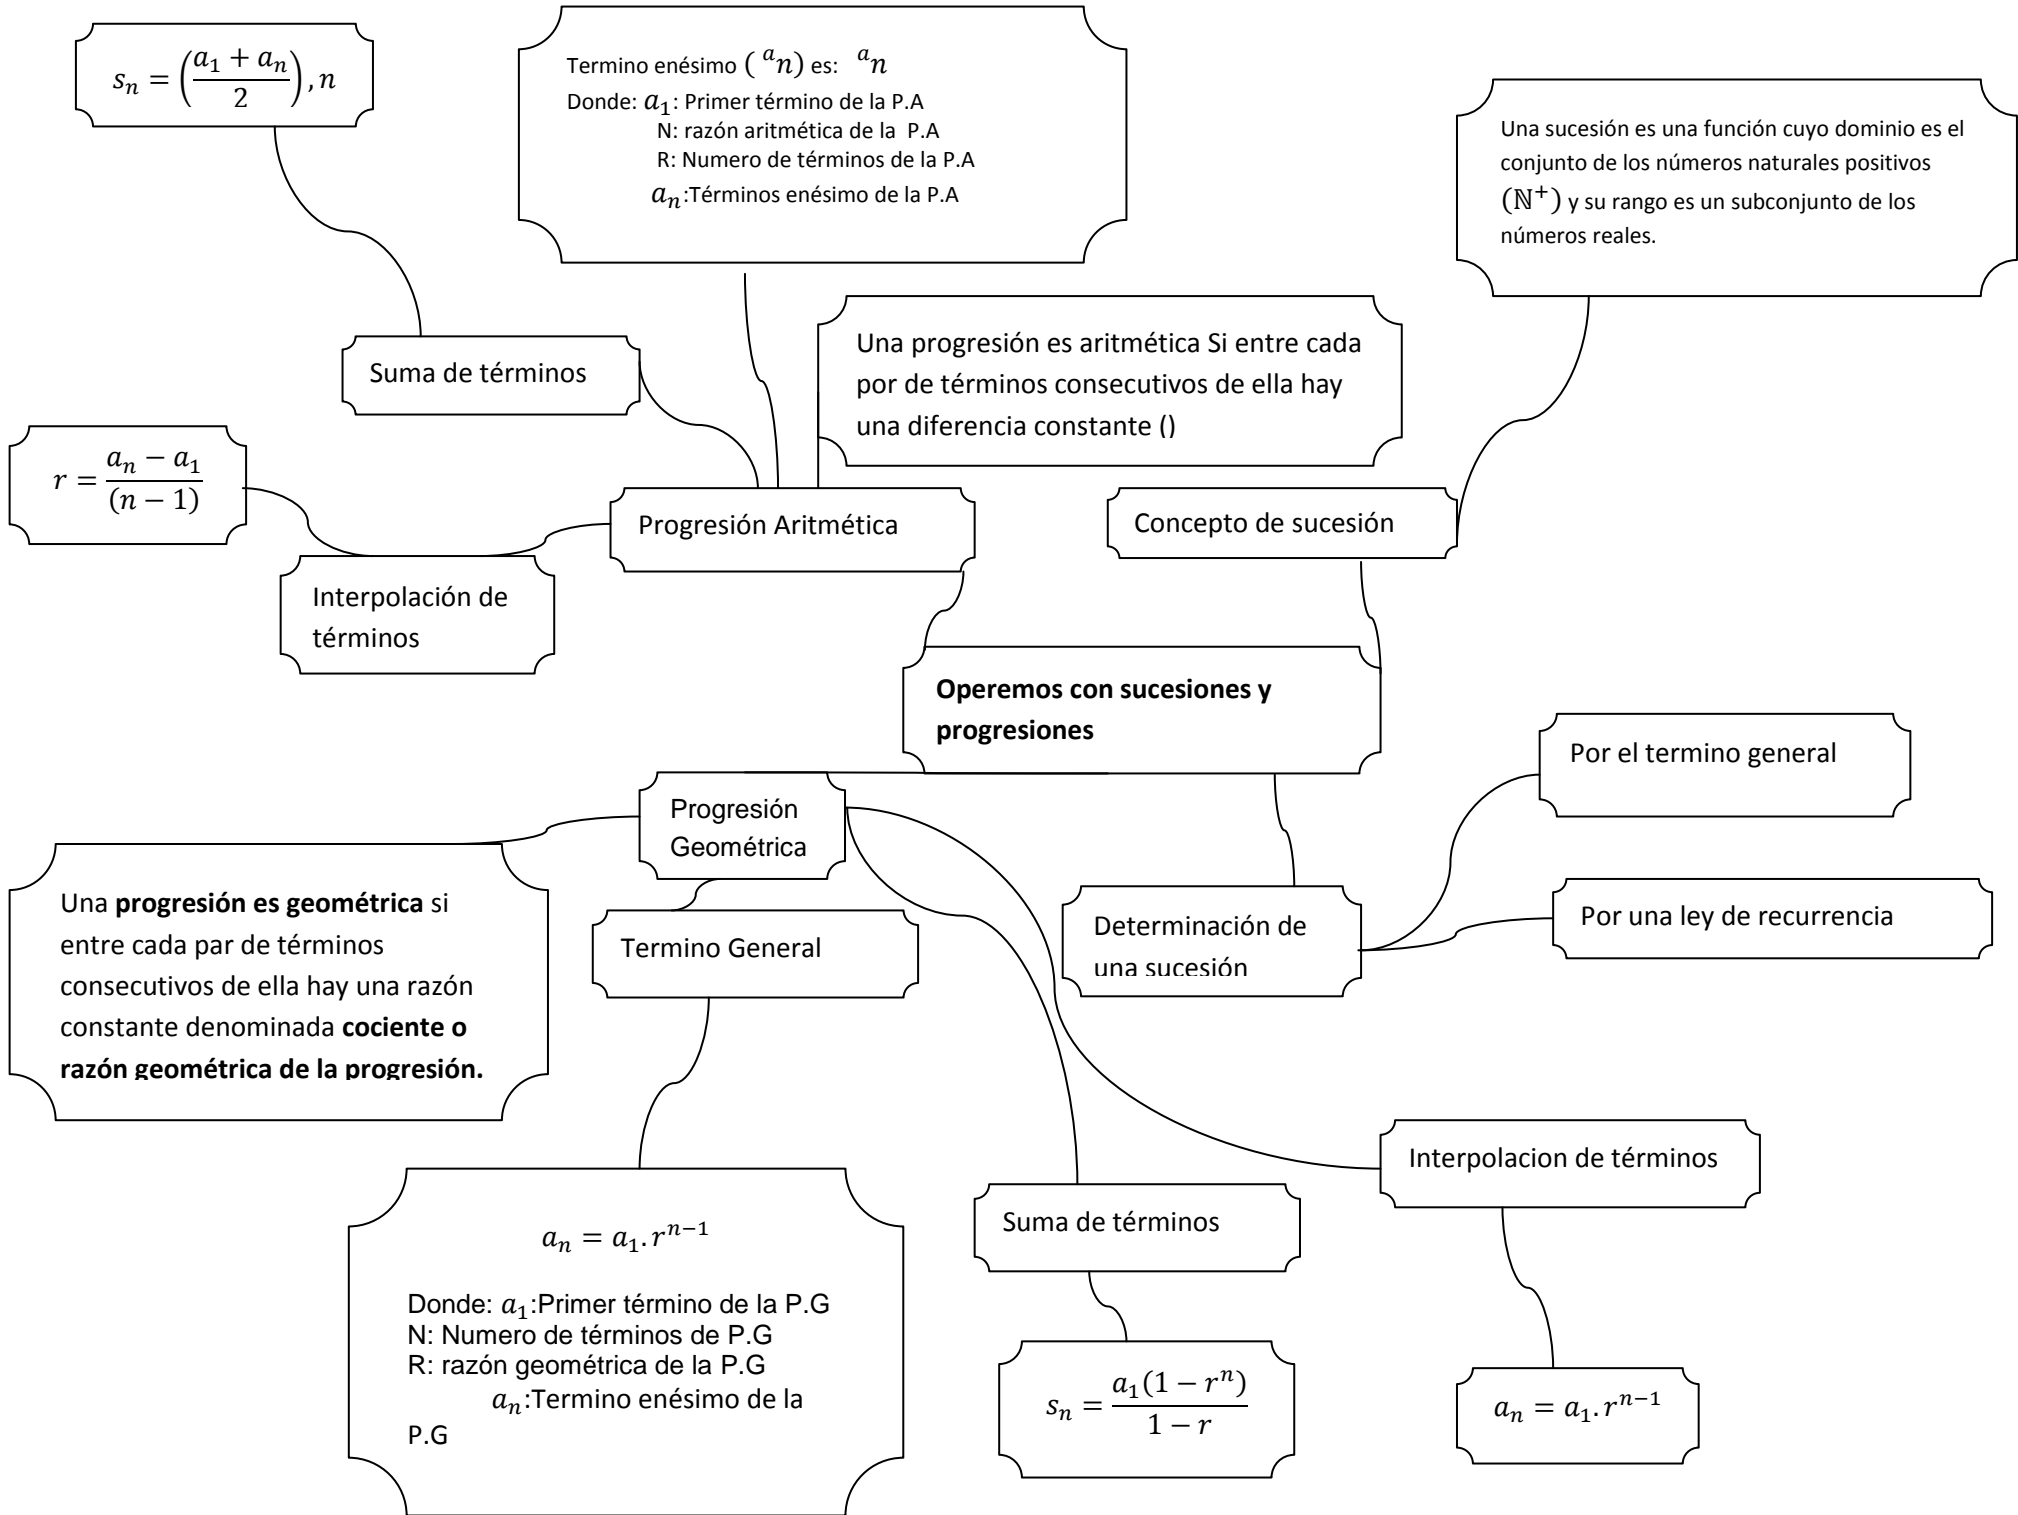 s_n = ((a_1 + a_n)/2), n
Termino enésimo ( ^a n) es: ^a n
Donde: a_1: Primer término de la P.A
N: razón aritmética de la P.A
R: Numero de términos de la P.A
a_n:Términos enésimo de la P.A
Una sucesión es una función cuyo dominio es el
conjunto de los números naturales positivos
(ℕ⁺) y su rango es un subconjunto de los
números reales.
Suma de términos
Una progresión es aritmética Si entre cada
por de términos consecutivos de ella hay
una diferencia constante ()
r = (a_n − a_1)/(n − 1)
Progresión Aritmética
Concepto de sucesión
Interpolación de
términos
Operemos con sucesiones y
progresiones
Por el termino general
Progresión
Geométrica
Una progresión es geométrica si
entre cada par de términos
consecutivos de ella hay una razón
constante denominada cociente o
razón geométrica de la progresión.
Termino General
Determinación de
una sucesión
Por una ley de recurrencia
Interpolacion de términos
Suma de términos
a_n = a_1. r^{n−1}
Donde: a_1:Primer término de la P.G
N: Numero de términos de P.G
R: razón geométrica de la P.G
a_n:Termino enésimo de la
P.G
s_n = a_1(1 − r^n)/(1 − r)
a_n = a_1. r^{n−1}